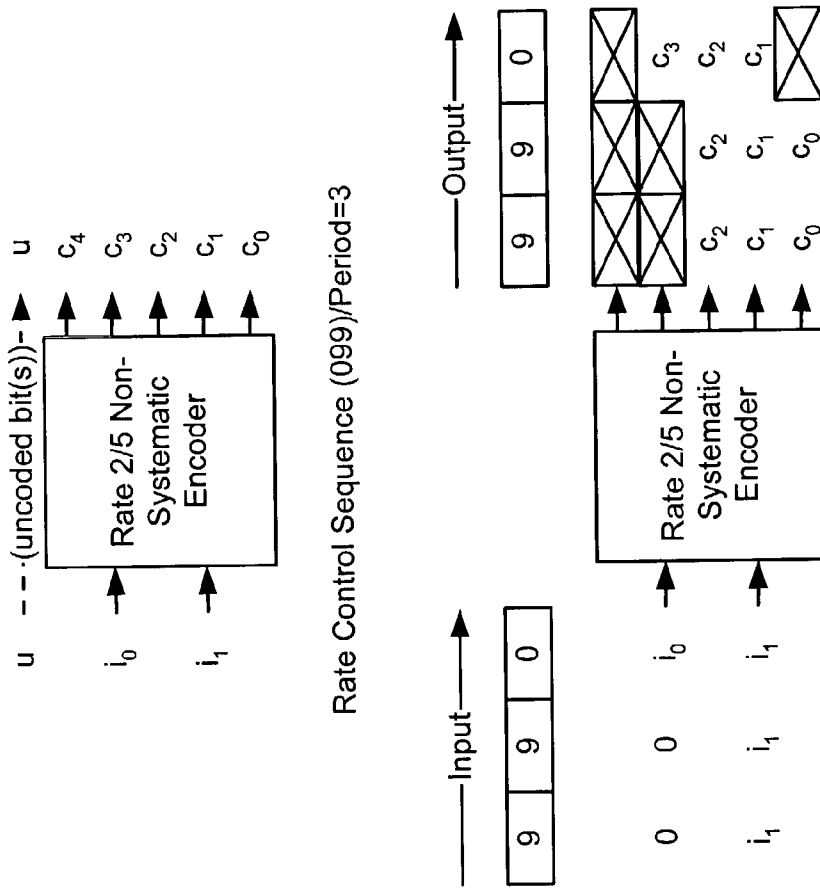 u - - -(uncoded bit(s))- - u
i0
i1
Rate 2/5 Non-
Systematic
Encoder
c4
c3
c2
c1
c0
Rate Control Sequence (099)/Period=3
Input
9 9 0
0 0 i0
i1 i1 i1
Rate 2/5 Non-
Systematic
Encoder
Output
9 9 0
c3
c2 c2 c2
c1 c1 c1
c0 c0